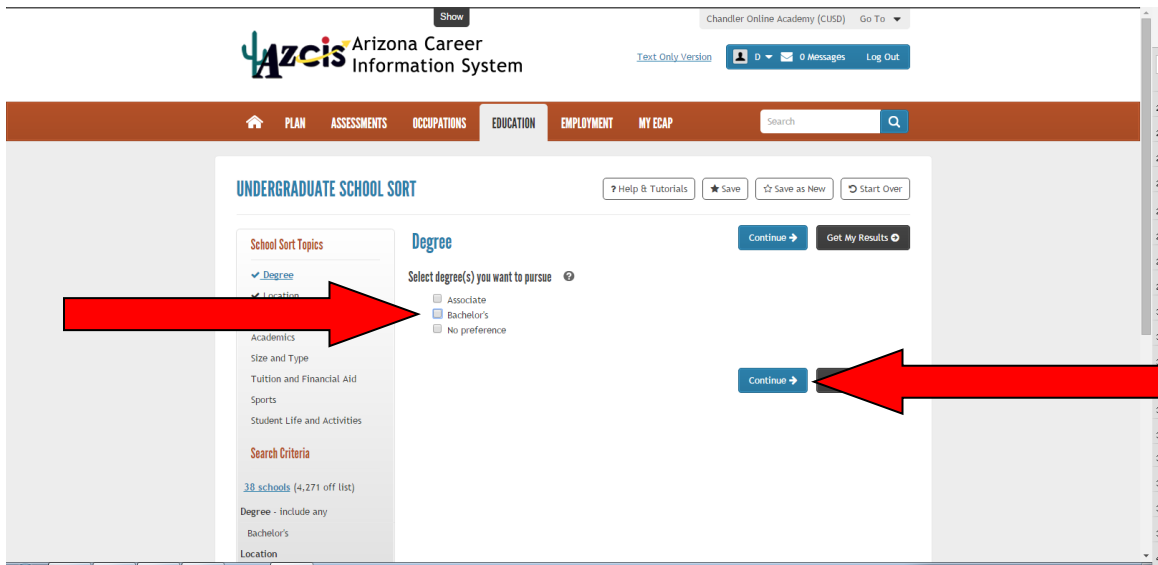 Show
Chandler Online Academy (CUSD) Go To
AZCIS Arizona Career
Information System
Text Only Version
D 0 Messages Log Out
PLAN ASSESSMENTS OCCUPATIONS EDUCATION EMPLOYMENT MY ECAP Search
UNDERGRADUATE SCHOOL SORT
? Help & Tutorials Save Save as New Start Over
School Sort Topics
Degree
Location
Academics
Size and Type
Tuition and Financial Aid
Sports
Student Life and Activities
Search Criteria
38 schools (4,271 off list)
Degree - include any
Bachelor's
Location
Degree
Continue → Get My Results
Select degree(s) you want to pursue ?
Associate
Bachelor's
No preference
Continue →